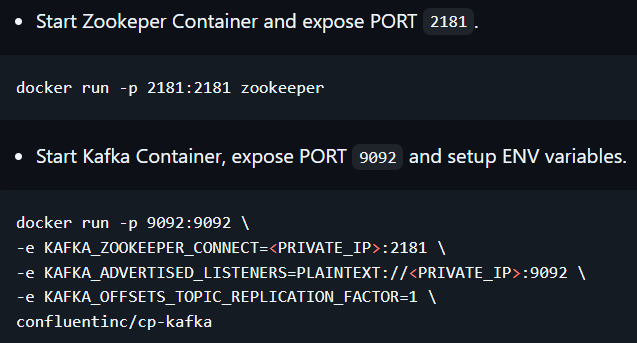 • Start Zookeper Container and expose PORT 2181.
docker run -p 2181:2181 zookeeper
• Start Kafka Container, expose PORT 9092 and setup ENV variables.
docker run -p 9092:9092 \
-e KAFKA_ZOOKEEPER_CONNECT=<PRIVATE_IP>:2181 \
-e KAFKA_ADVERTISED_LISTENERS=PLAINTEXT://<PRIVATE_IP>:9092 \
-e KAFKA_OFFSETS_TOPIC_REPLICATION_FACTOR=1 \
confluentinc/cp-kafka